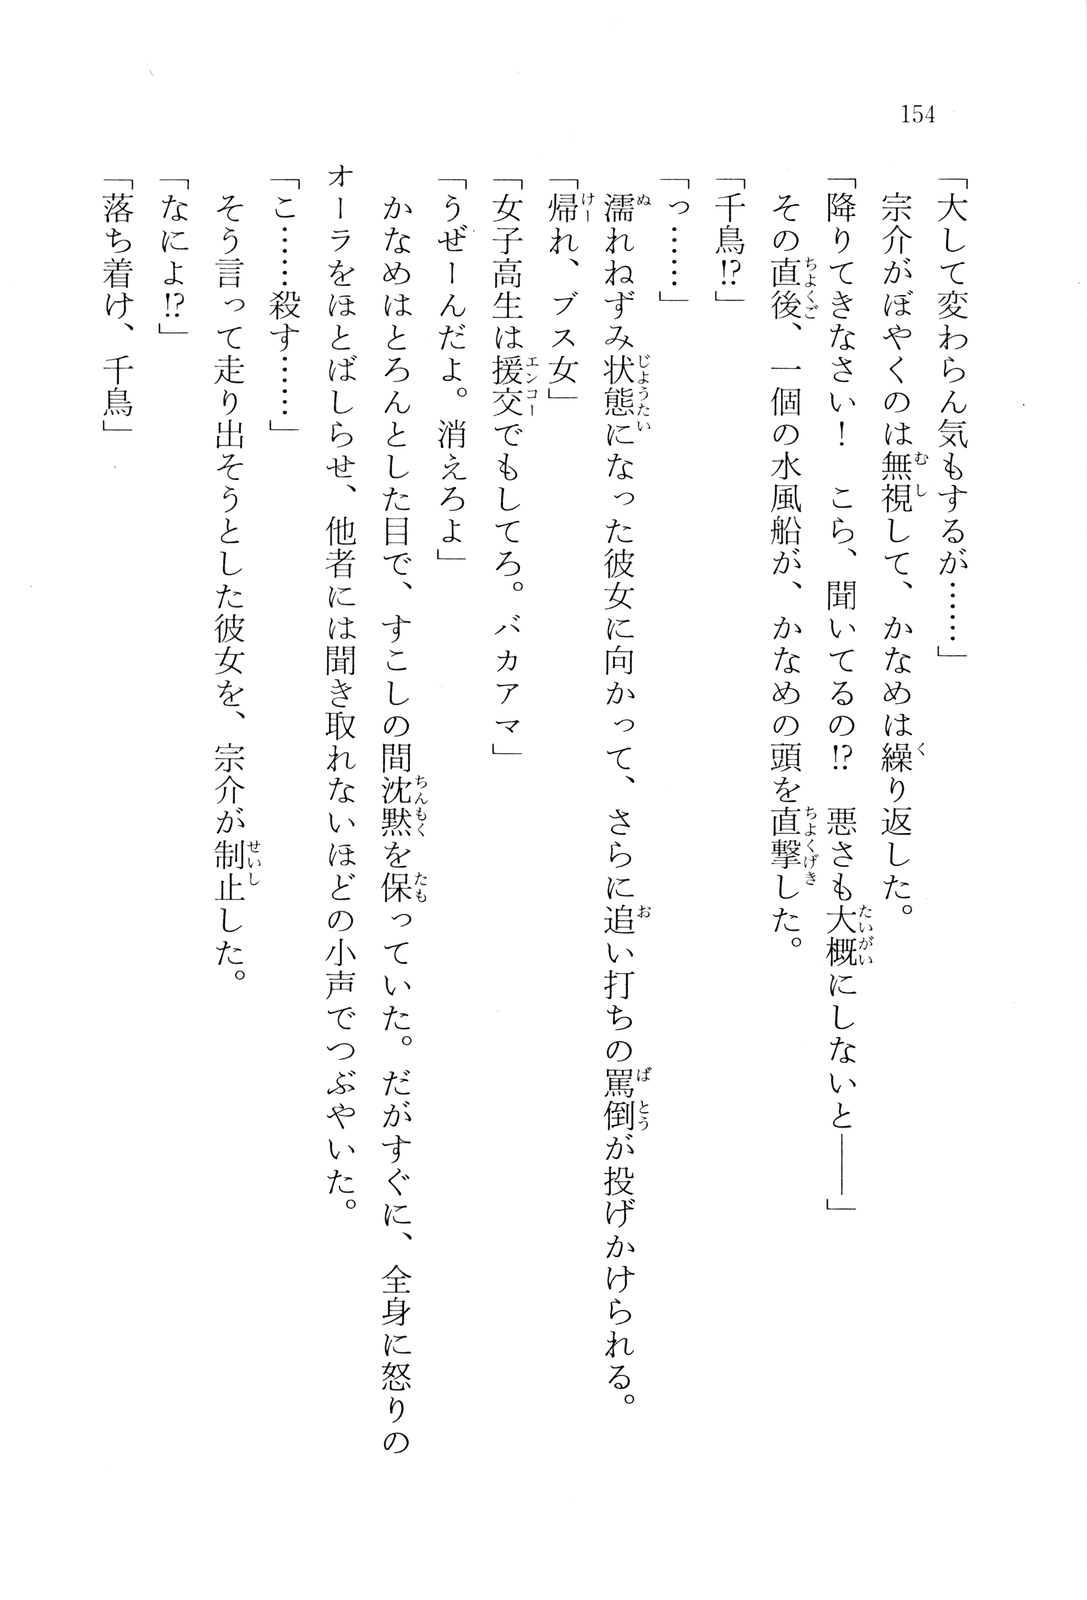 154
「大して変わらん気もするが……」
　宗介がぼやくのは無視して、かなめは繰り返した。
「降りてきなさい！　こら、聞いてるの!?　悪さも大概にしないと――」
　その直後、一個の水風船が、かなめの頭を直撃した。
「千鳥!?」
「っ……」
　濡れねずみ状態になった彼女に向かって、さらに追い打ちの罵倒が投げかけられる。
「帰れ、ブス女」
「女子高生は援交でもしてろ。バカアマ」
「うぜーんだよ。消えろよ」
　かなめはとろんとした目で、すこしの間沈黙を保っていた。だがすぐに、全身に怒りの
オーラをほとばしらせ、他者には聞き取れないほどの小声でつぶやいた。
「こ……殺す……」
　そう言って走り出そうとした彼女を、宗介が制止した。
「なによ!?」
「落ち着け、千鳥」